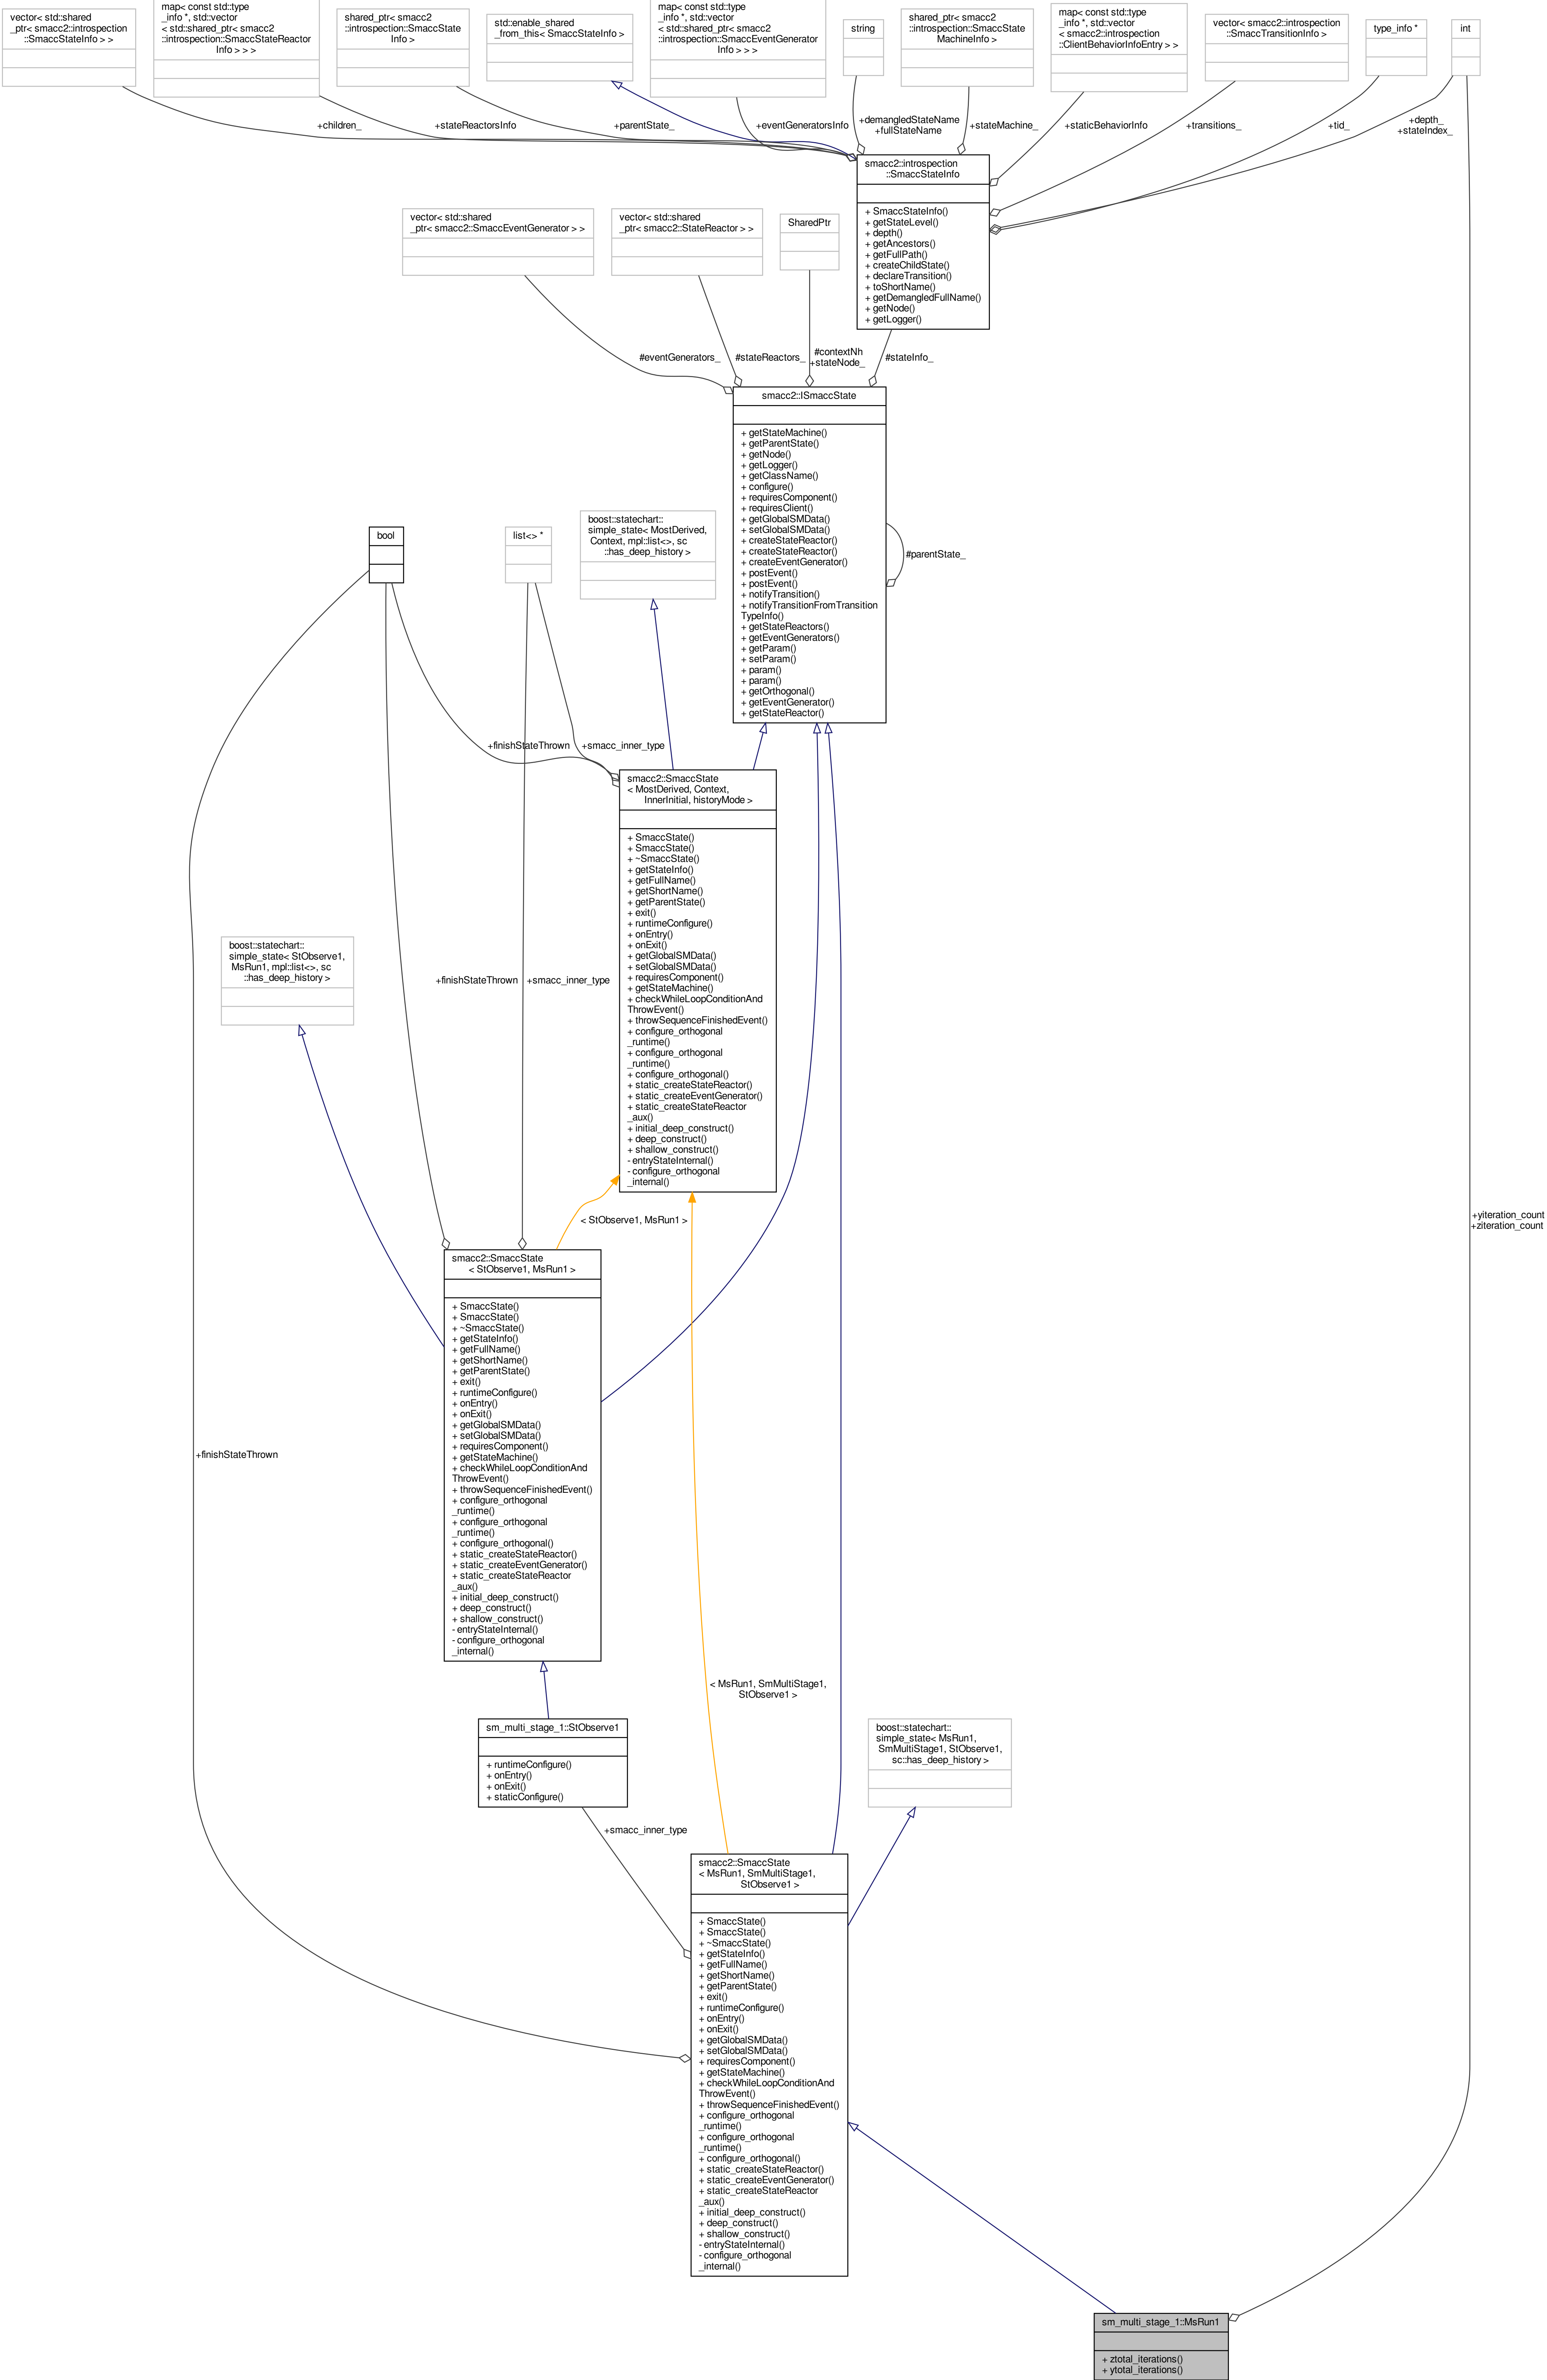 vector< std::shared
_ptr< smacc2::introspection
::SmaccStateInfo > >
map< const std::type
_info *, std::vector
< std::shared_ptr< smacc2
::introspection::SmaccStateReactor
Info > > >
shared_ptr< smacc2
::introspection::SmaccState
Info >
std::enable_shared
_from_this< SmaccStateInfo >
map< const std::type
_info *, std::vector
< std::shared_ptr< smacc2
::introspection::SmaccEventGenerator
Info > > >
string
shared_ptr< smacc2
::introspection::SmaccState
MachineInfo >
map< const std::type
_info *, std::vector
< smacc2::introspection
::ClientBehaviorInfoEntry > >
vector< smacc2::introspection
::SmaccTransitionInfo >
type_info *
int
+children_
+stateReactorsInfo
+parentState_
+eventGeneratorsInfo
+demangledStateName
+fullStateName
+stateMachine_
+staticBehaviorInfo
+transitions_
+tid_
+depth_
+stateIndex_
smacc2::introspection
::SmaccStateInfo
+ SmaccStateInfo()
+ getStateLevel()
+ depth()
+ getAncestors()
+ getFullPath()
+ createChildState()
+ declareTransition()
+ toShortName()
+ getDemangledFullName()
+ getNode()
+ getLogger()
vector< std::shared
_ptr< smacc2::SmaccEventGenerator > >
vector< std::shared
_ptr< smacc2::StateReactor > >
SharedPtr
#eventGenerators_
#stateReactors_
#contextNh
+stateNode_
#stateInfo_
smacc2::ISmaccState
+ getStateMachine()
+ getParentState()
+ getNode()
+ getLogger()
+ getClassName()
+ configure()
+ requiresComponent()
+ requiresClient()
+ getGlobalSMData()
+ setGlobalSMData()
+ createStateReactor()
+ createStateReactor()
+ createEventGenerator()
+ postEvent()
+ postEvent()
+ notifyTransition()
+ notifyTransitionFromTransition
TypeInfo()
+ getStateReactors()
+ getEventGenerators()
+ getParam()
+ setParam()
+ param()
+ param()
+ getOrthogonal()
+ getEventGenerator()
+ getStateReactor()
#parentState_
bool
list<> *
boost::statechart::
simple_state< MostDerived,
Context, mpl::list<>, sc
::has_deep_history >
+finishStateThrown
+smacc_inner_type
smacc2::SmaccState
< MostDerived, Context,
InnerInitial, historyMode >
+ SmaccState()
+ SmaccState()
+ ~SmaccState()
+ getStateInfo()
+ getFullName()
+ getShortName()
+ getParentState()
+ exit()
+ runtimeConfigure()
+ onEntry()
+ onExit()
+ getGlobalSMData()
+ setGlobalSMData()
+ requiresComponent()
+ getStateMachine()
+ checkWhileLoopConditionAnd
ThrowEvent()
+ throwSequenceFinishedEvent()
+ configure_orthogonal
_runtime()
+ configure_orthogonal
_runtime()
+ configure_orthogonal()
+ static_createStateReactor()
+ static_createEventGenerator()
+ static_createStateReactor
_aux()
+ initial_deep_construct()
+ deep_construct()
+ shallow_construct()
- entryStateInternal()
- configure_orthogonal
_internal()
boost::statechart::
simple_state< StObserve1,
MsRun1, mpl::list<>, sc
::has_deep_history >
+finishStateThrown
+smacc_inner_type
< StObserve1, MsRun1 >
+yiteration_count
+ziteration_count
smacc2::SmaccState
< StObserve1, MsRun1 >
+ SmaccState()
+ SmaccState()
+ ~SmaccState()
+ getStateInfo()
+ getFullName()
+ getShortName()
+ getParentState()
+ exit()
+ runtimeConfigure()
+ onEntry()
+ onExit()
+ getGlobalSMData()
+ setGlobalSMData()
+ requiresComponent()
+ getStateMachine()
+ checkWhileLoopConditionAnd
ThrowEvent()
+ throwSequenceFinishedEvent()
+ configure_orthogonal
_runtime()
+ configure_orthogonal
_runtime()
+ configure_orthogonal()
+ static_createStateReactor()
+ static_createEventGenerator()
+ static_createStateReactor
_aux()
+ initial_deep_construct()
+ deep_construct()
+ shallow_construct()
- entryStateInternal()
- configure_orthogonal
_internal()
+finishStateThrown
< MsRun1, SmMultiStage1,
StObserve1 >
sm_multi_stage_1::StObserve1
+ runtimeConfigure()
+ onEntry()
+ onExit()
+ staticConfigure()
boost::statechart::
simple_state< MsRun1,
SmMultiStage1, StObserve1,
sc::has_deep_history >
+smacc_inner_type
smacc2::SmaccState
< MsRun1, SmMultiStage1,
StObserve1 >
+ SmaccState()
+ SmaccState()
+ ~SmaccState()
+ getStateInfo()
+ getFullName()
+ getShortName()
+ getParentState()
+ exit()
+ runtimeConfigure()
+ onEntry()
+ onExit()
+ getGlobalSMData()
+ setGlobalSMData()
+ requiresComponent()
+ getStateMachine()
+ checkWhileLoopConditionAnd
ThrowEvent()
+ throwSequenceFinishedEvent()
+ configure_orthogonal
_runtime()
+ configure_orthogonal
_runtime()
+ configure_orthogonal()
+ static_createStateReactor()
+ static_createEventGenerator()
+ static_createStateReactor
_aux()
+ initial_deep_construct()
+ deep_construct()
+ shallow_construct()
- entryStateInternal()
- configure_orthogonal
_internal()
sm_multi_stage_1::MsRun1
+ ztotal_iterations()
+ ytotal_iterations()